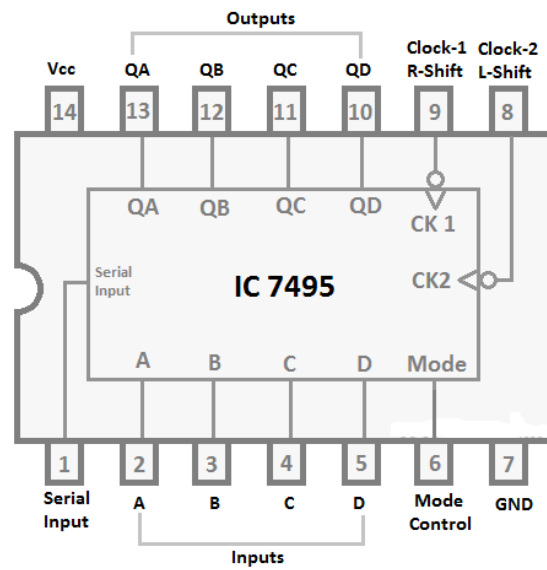 Outputs
Vcc QA QB QC QD Clock-1 Clock-2
R-Shift L-Shift
14 13 12 11 10 9 8
QA QB QC QD
CK 1
Serial
Input
IC 7495
CK2
A B C D Mode
1 2 3 4 5 6 7
Serial
Input
A B C D
Mode
Control
GND
Inputs